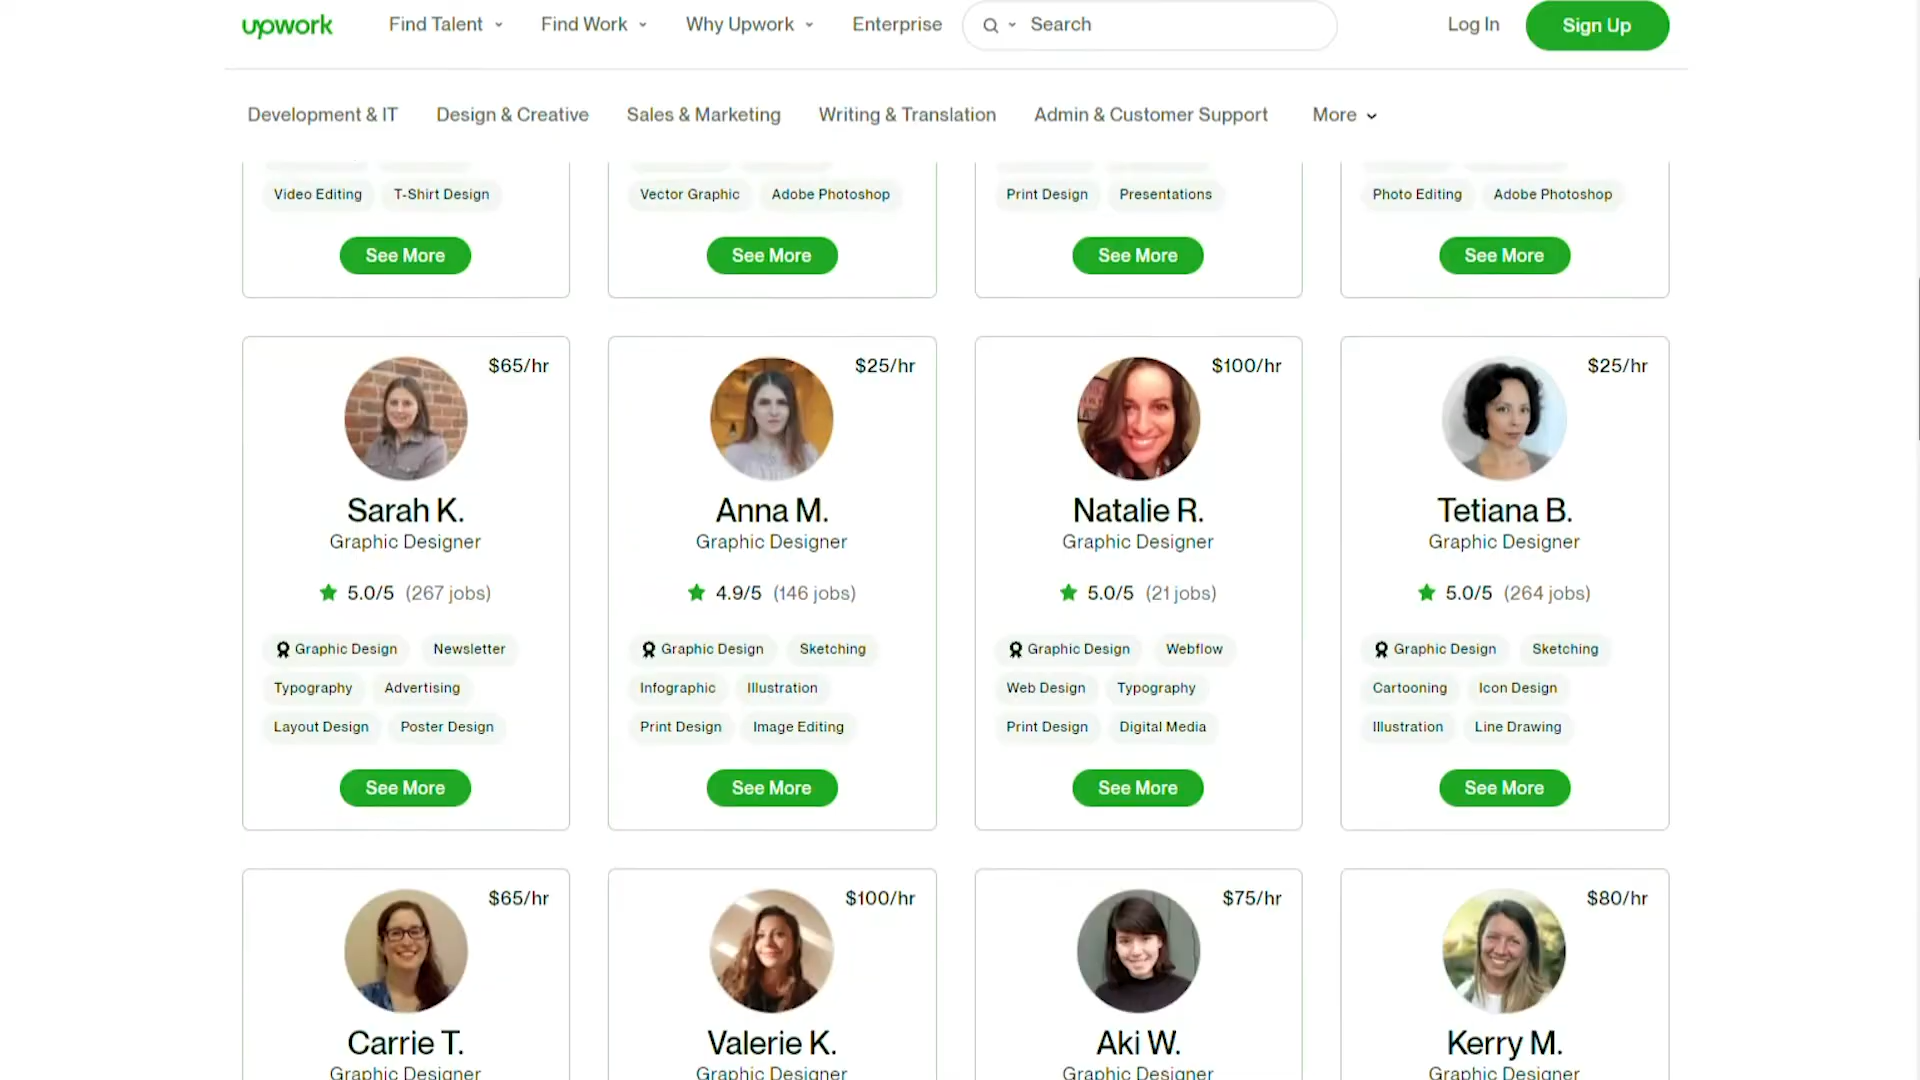 upwork Find Talent Find Work Why Upwork Enterprise Search Log In Sign Up
Development & IT Design & Creative Sales & Marketing Writing & Translation Admin & Customer Support More
Video Editing T-Shirt Design Vector Graphic Adobe Photoshop Print Design Presentations Photo Editing Adobe Photoshop
See More See More See More See More
$65/hr $25/hr $100/hr $25/hr
Sarah K. Anna M. Natalie R. Tetiana B.
Graphic Designer Graphic Designer Graphic Designer Graphic Designer
5.0/5 (267 jobs) 4.9/5 (146 jobs) 5.0/5 (21 jobs) 5.0/5 (264 jobs)
Graphic Design Newsletter Graphic Design Sketching Graphic Design Webflow Graphic Design Sketching
Typography Advertising Infographic Illustration Web Design Typography Cartooning Icon Design
Layout Design Poster Design Print Design Image Editing Print Design Digital Media Illustration Line Drawing
See More See More See More See More
$65/hr $100/hr $75/hr $80/hr
Carrie T. Valerie K. Aki W. Kerry M.
Graphic Designer Graphic Designer Graphic Designer Graphic Designer